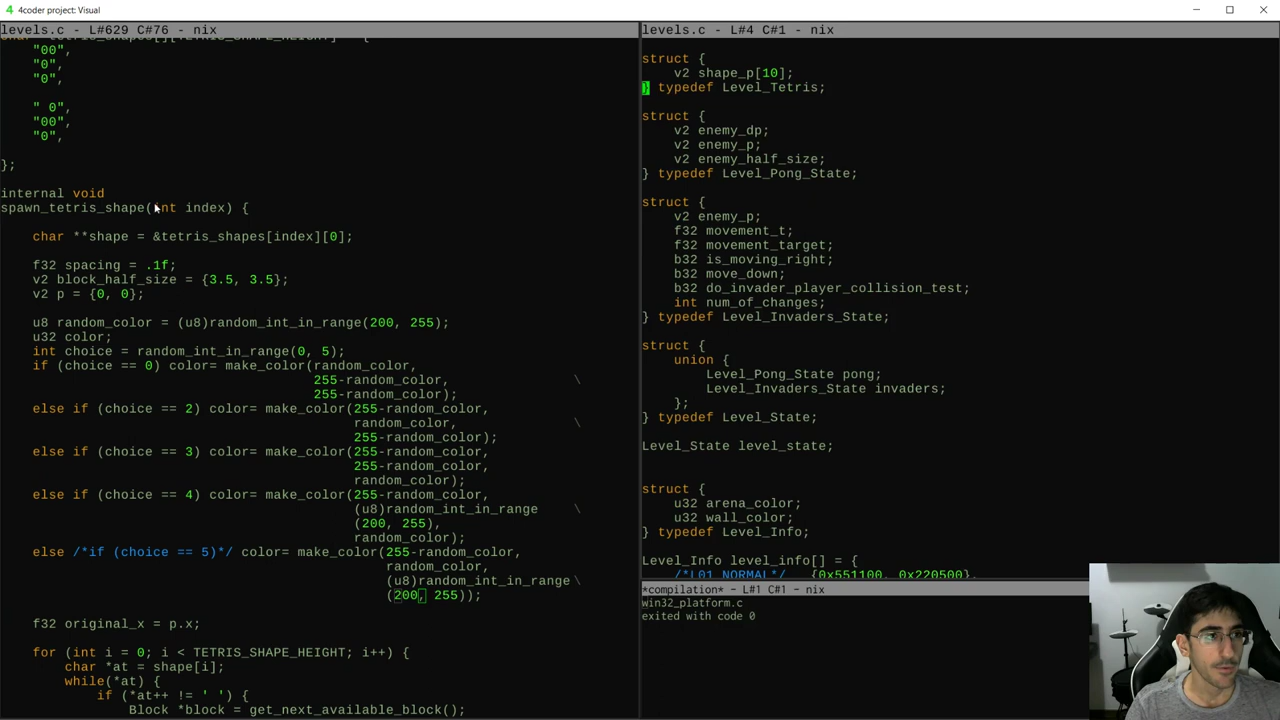 4coder project: Visual
levels.c - L#629 C#76 - nix
"00",
"0",
"0",
" 0",
"00",
"0",
};
internal void
spawn_tetris_shape(int index) {
char **shape = &tetris_shapes[index][0];
f32 spacing = .1f;
v2 block_half_size = {3.5, 3.5};
v2 p = {0, 0};
u8 random_color = (u8)random_int_in_range(200, 255);
u32 color;
int choice = random_int_in_range(0, 5);
if (choice == 0) color= make_color(random_color,
255-random_color, \
255-random_color);
else if (choice == 2) color= make_color(255-random_color,
random_color, \
255-random_color);
else if (choice == 3) color= make_color(255-random_color,
255-random_color,
random_color);
else if (choice == 4) color= make_color(255-random_color,
(u8)random_int_in_range \
(200, 255),
random_color);
else /*if (choice == 5)*/ color= make_color(255-random_color,
random_color,
(u8)random_int_in_range\
(200, 255));
f32 original_x = p.x;
for (int i = 0; i < TETRIS_SHAPE_HEIGHT; i++) {
char *at = shape[i];
while(*at) {
if (*at++ != ' ') {
Block *block = get_next_available_block();
levels.c - L#4 C#1 - nix
struct {
v2 shape_p[10];
} typedef Level_Tetris;
struct {
v2 enemy_dp;
v2 enemy_p;
v2 enemy_half_size;
} typedef Level_Pong_State;
struct {
v2 enemy_p;
f32 movement_t;
f32 movement_target;
b32 is_moving_right;
b32 move_down;
b32 do_invader_player_collision_test;
int num_of_changes;
} typedef Level_Invaders_State;
struct {
union {
Level_Pong_State pong;
Level_Invaders_State invaders;
};
} typedef Level_State;
Level_State level_state;
struct {
u32 arena_color;
u32 wall_color;
} typedef Level_Info;
Level_Info level_info[] = {
/*L01 NORMAL*/ {0x551100, 0x220500},
*compilation* - L#1 C#1 - nix
win32_platform.c
exited with code 0